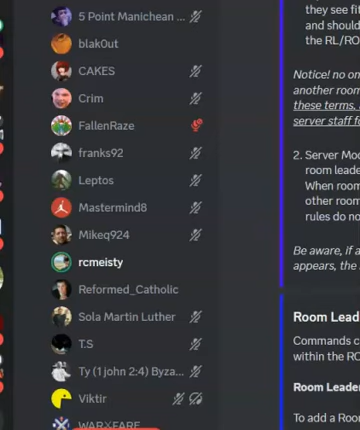 5 Point Manichean ...
blak0ut
CAKES
Crim
FallenRaze
franks92
Leptos
Mastermind8
Mikeq924
rcmeisty
Reformed_Catholic
Sola Martin Luther
T.S
Ty (1 john 2:4) Byza...
Viktir
WARXFARE
they see fit
and should
the RL/RO
Notice! no on
another room
these terms,
server staff fo
2. Server Mod
room leade
When room
other room
rules do no
Be aware, if a
appears, the
Room Lead
Commands c
within the RO
Room Leader
To add a Roor